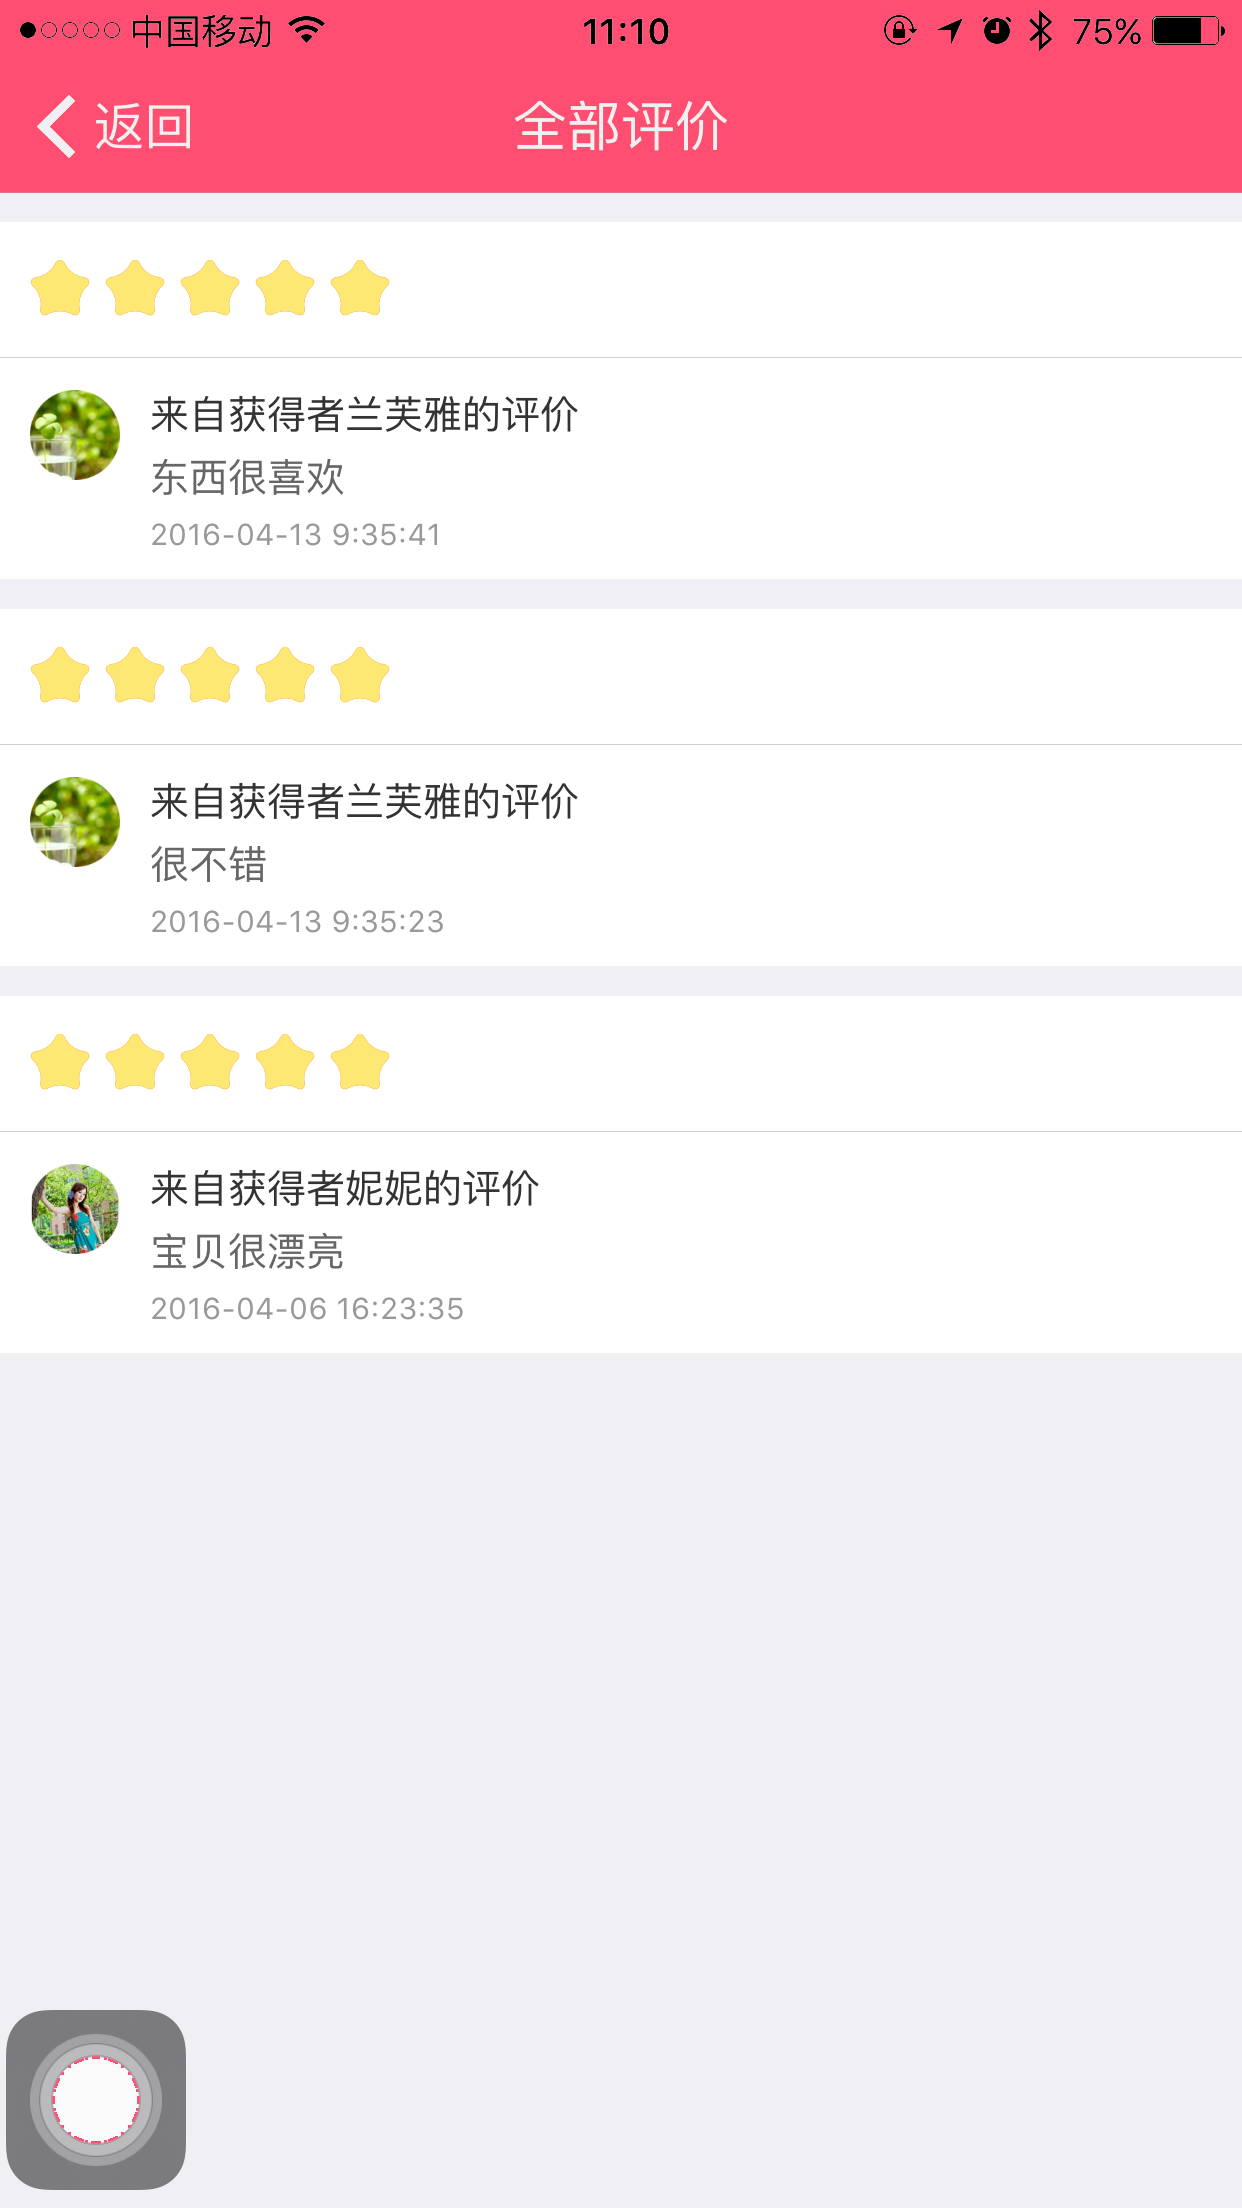 中国移动 11:10 75%
返回 全部评价
来自获得者兰芙雅的评价
东西很喜欢
2016-04-13 9:35:41
来自获得者兰芙雅的评价
很不错
2016-04-13 9:35:23
来自获得者妮妮的评价
宝贝很漂亮
2016-04-06 16:23:35